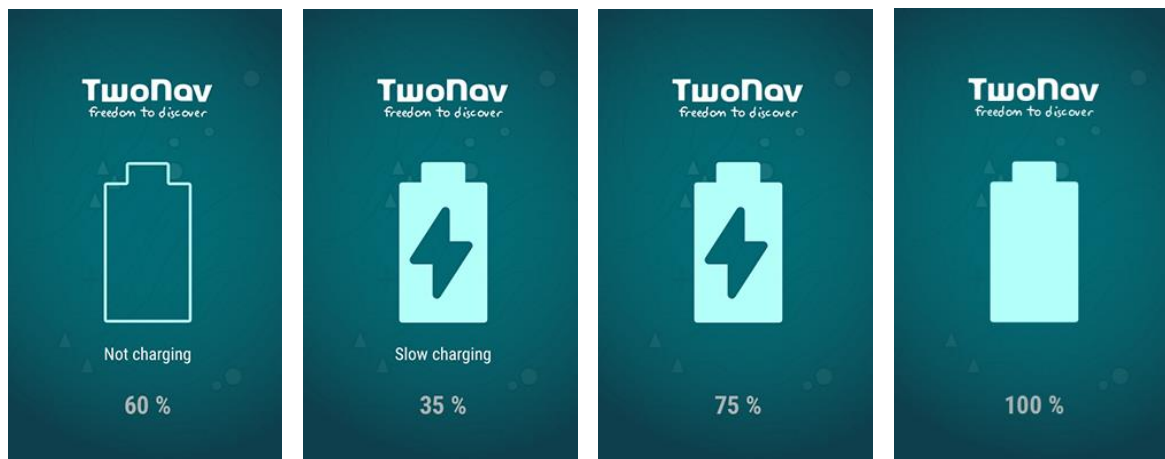 TwoNav
freedom to discover
Not charging
60 %
TwoNav
freedom to discover
Slow charging
35 %
TwoNav
freedom to discover
75 %
TwoNav
freedom to discover
100 %